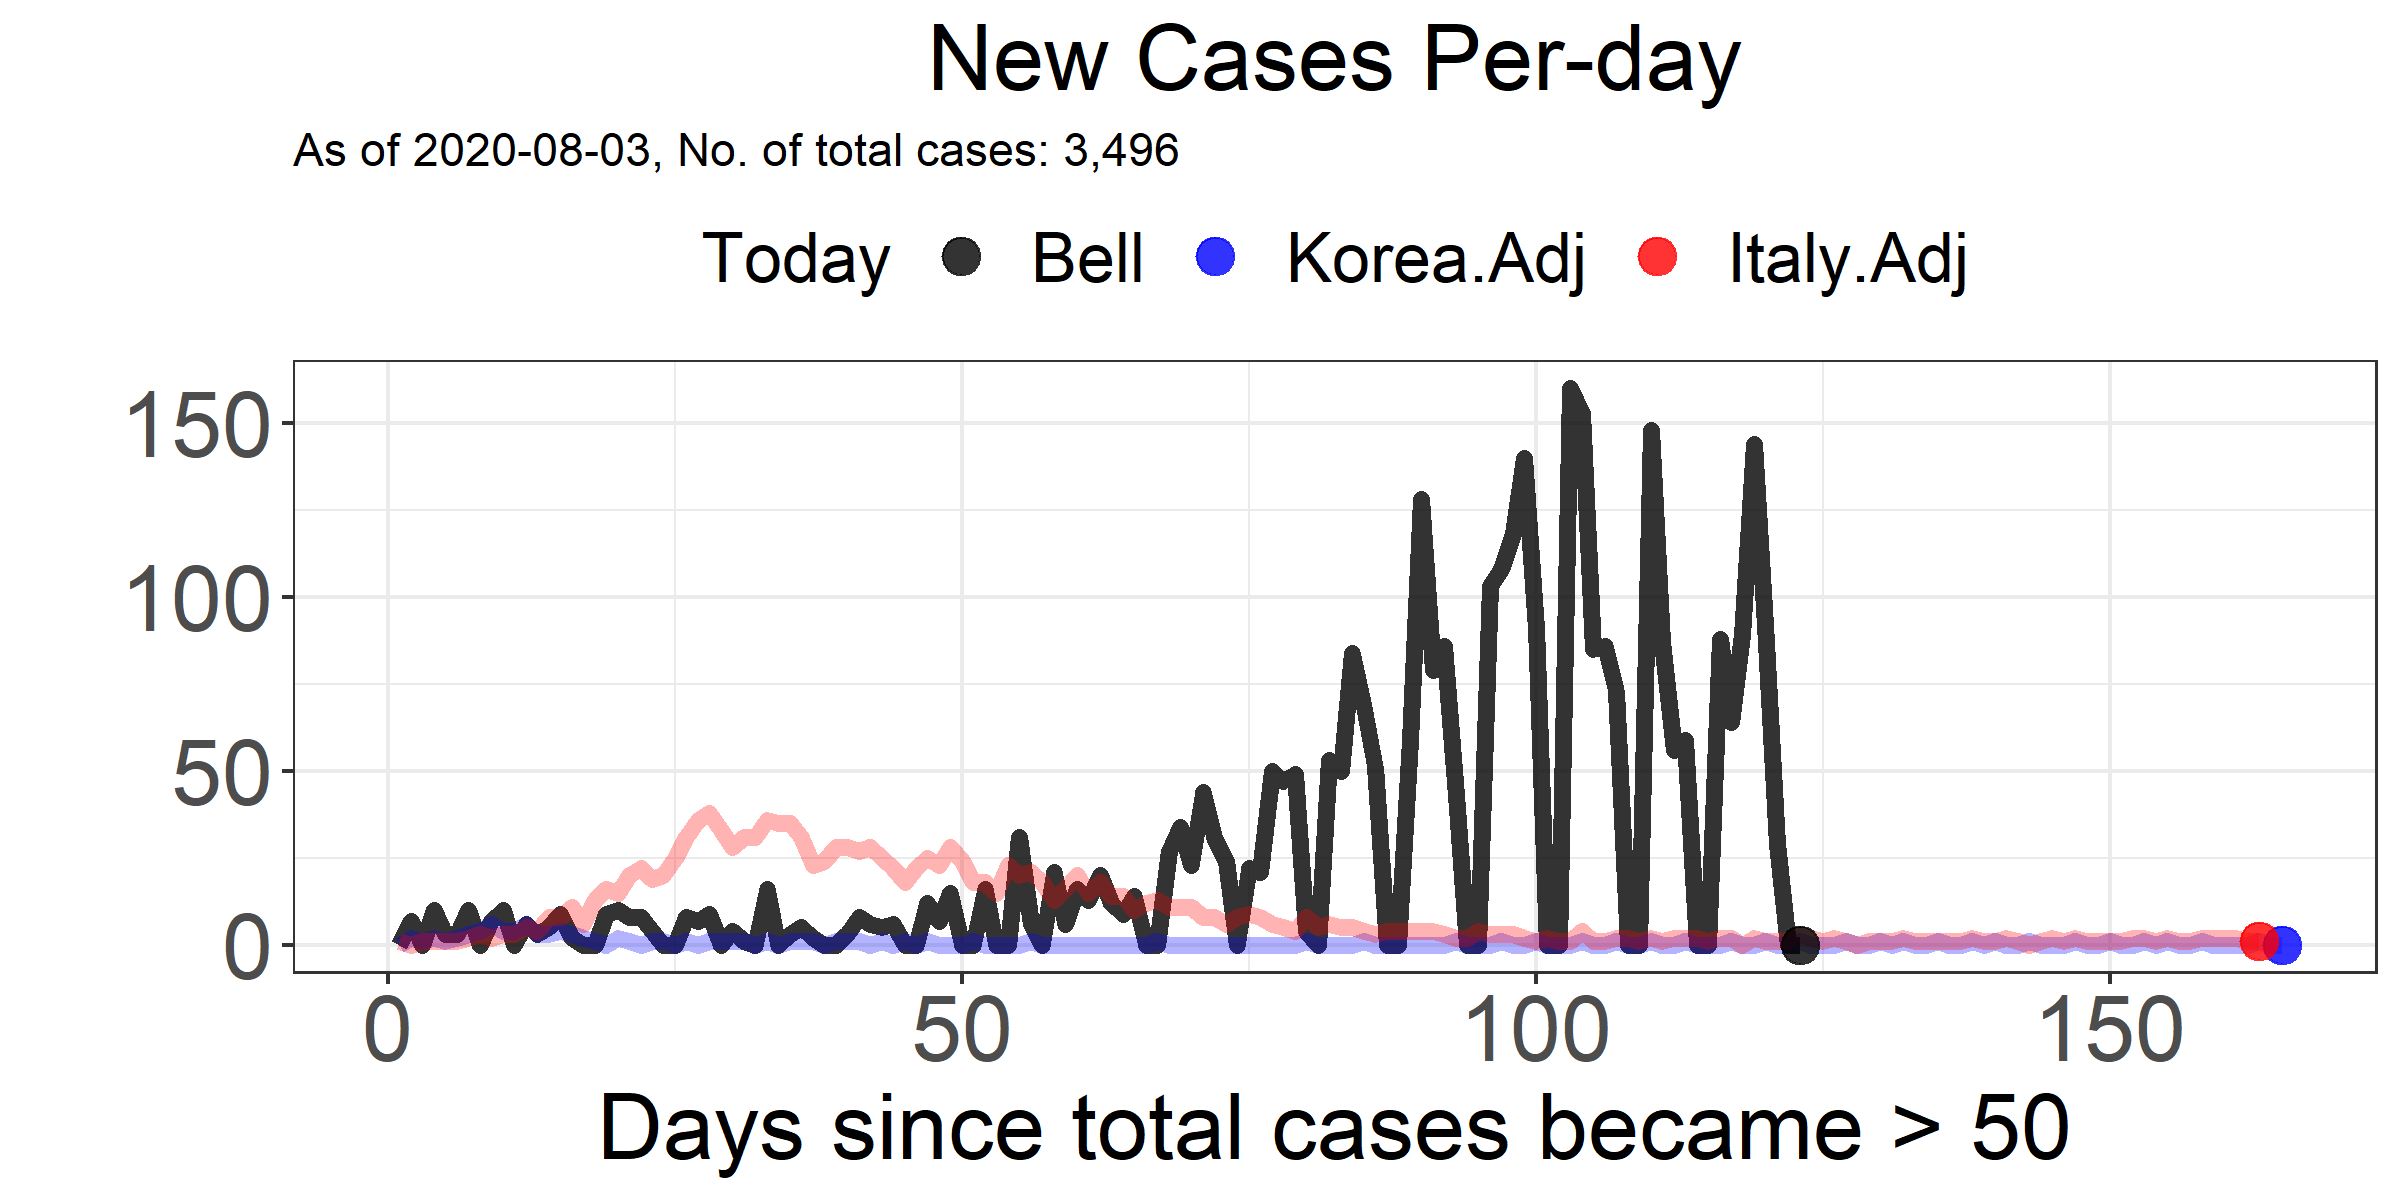 New Cases Per-day
As of 2020-08-03, No. of total cases: 3,496
Today Bell Korea.Adj Italy.Adj
150
100
50
0
0 50 100 150
Days since total cases became > 50